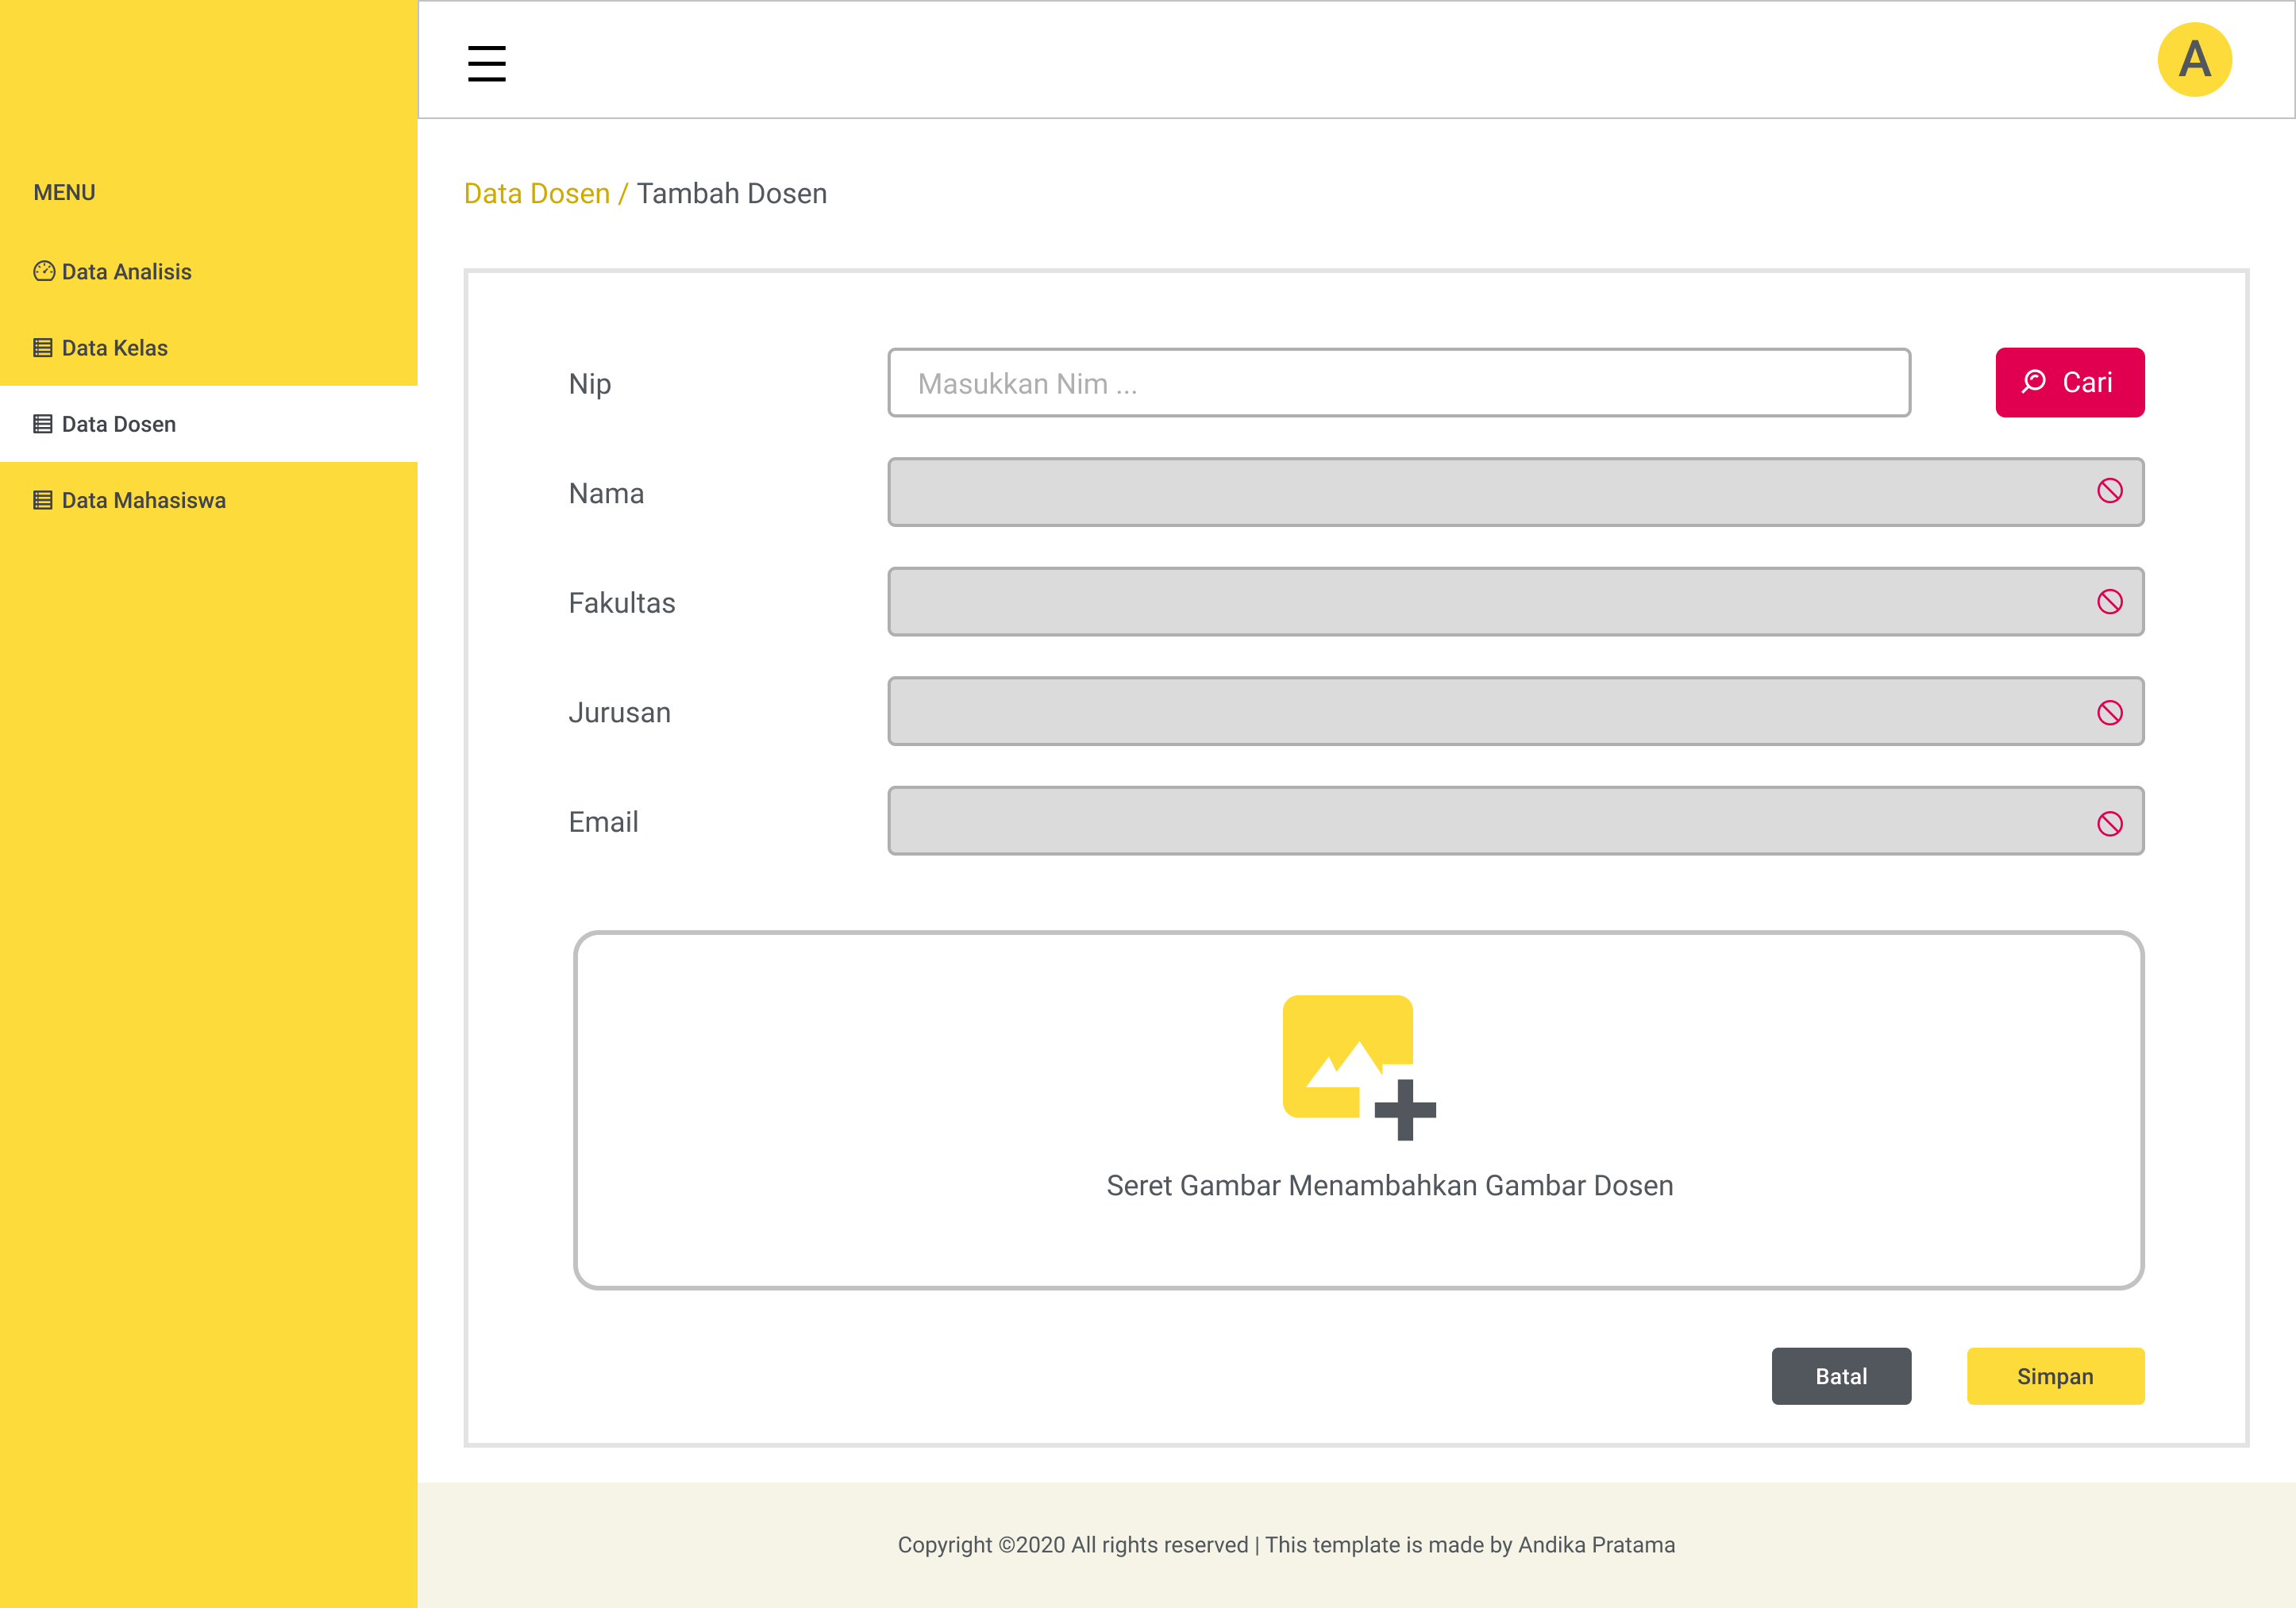 A
MENU
Data Analisis
Data Kelas
Data Dosen
Data Mahasiswa
Data Dosen / Tambah Dosen
Nip
Masukkan Nim ...
Cari
Nama
Fakultas
Jurusan
Email
Seret Gambar Menambahkan Gambar Dosen
Batal
Simpan
Copyright ©2020 All rights reserved | This template is made by Andika Pratama